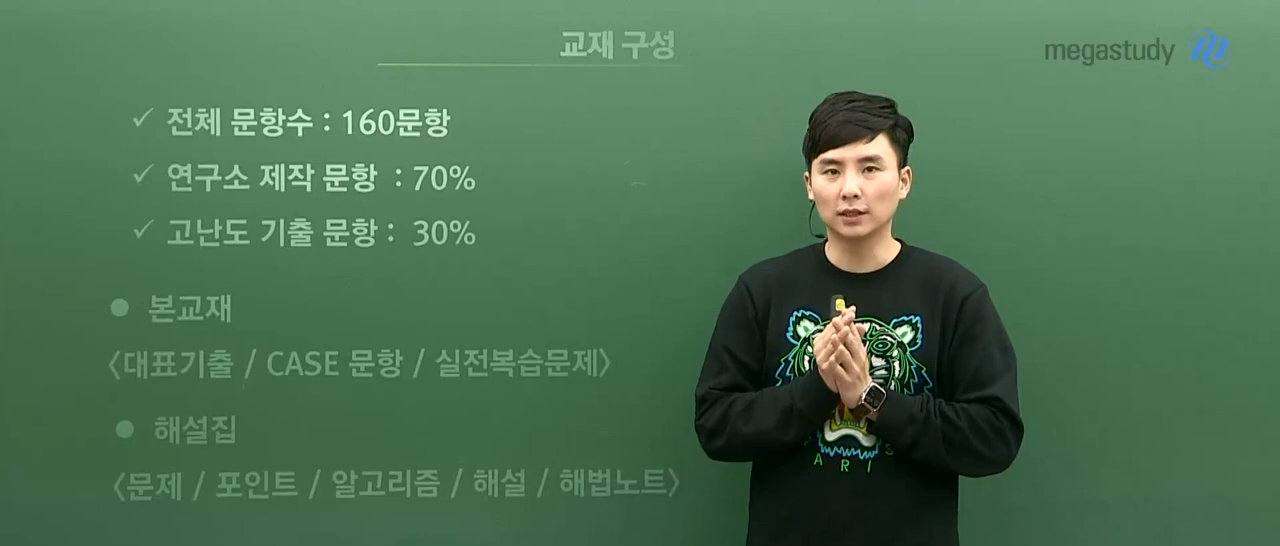 교재 구성
megastudy
✓ 전체 문항수 : 160문항
✓ 연구소 제작 문항 : 70%
✓ 고난도 기출 문항 : 30%
● 본교재
〈대표기출 / CASE 문항 / 실전복습문제〉
● 해설집
〈문제 / 포인트 / 알고리즘 / 해설 / 해법노트〉
ARIS